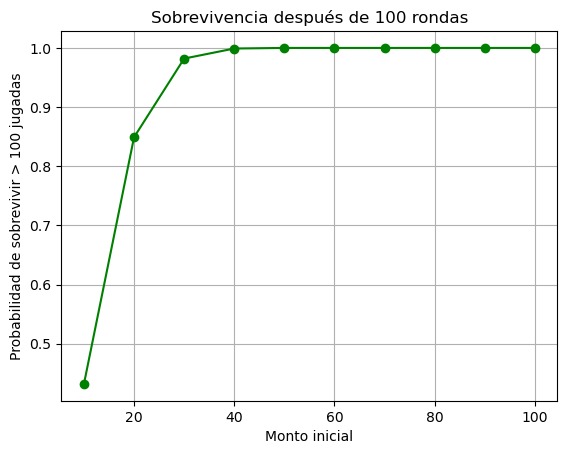 Sobrevivencia después de 100 rondas
1.0
0.9
0.8
0.7
0.6
0.5
Probabilidad de sobrevivir > 100 jugadas
20 40 60 80 100
Monto inicial